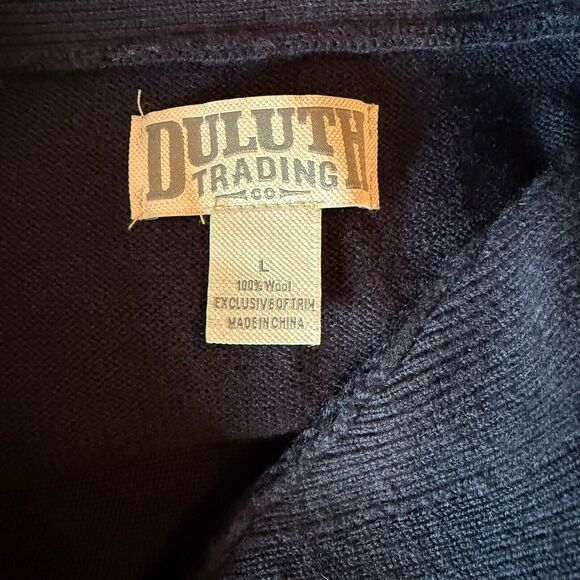 DULUTH
TRADING
CO
L
100% Wool
EXCLUSIVE OF TRIM
MADE IN CHINA